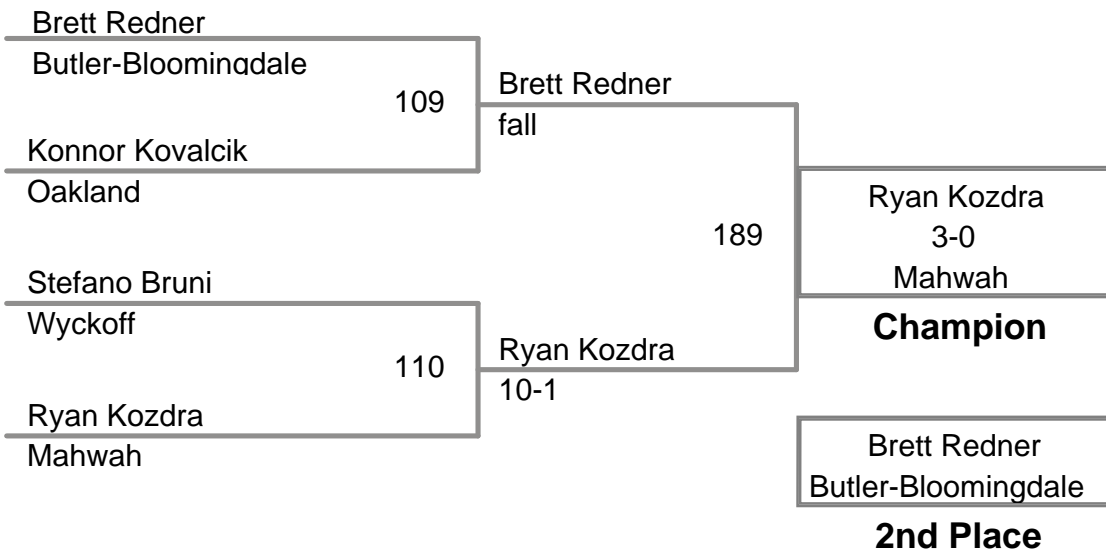 Brett Redner
Butler-Bloomingdale
109
Brett Redner
fall
Konnor Kovalcik
Oakland
189
Ryan Kozdra
3-0
Mahwah
Champion
Stefano Bruni
Wyckoff
110
Ryan Kozdra
10-1
Ryan Kozdra
Mahwah
Brett Redner
Butler-Bloomingdale
2nd Place